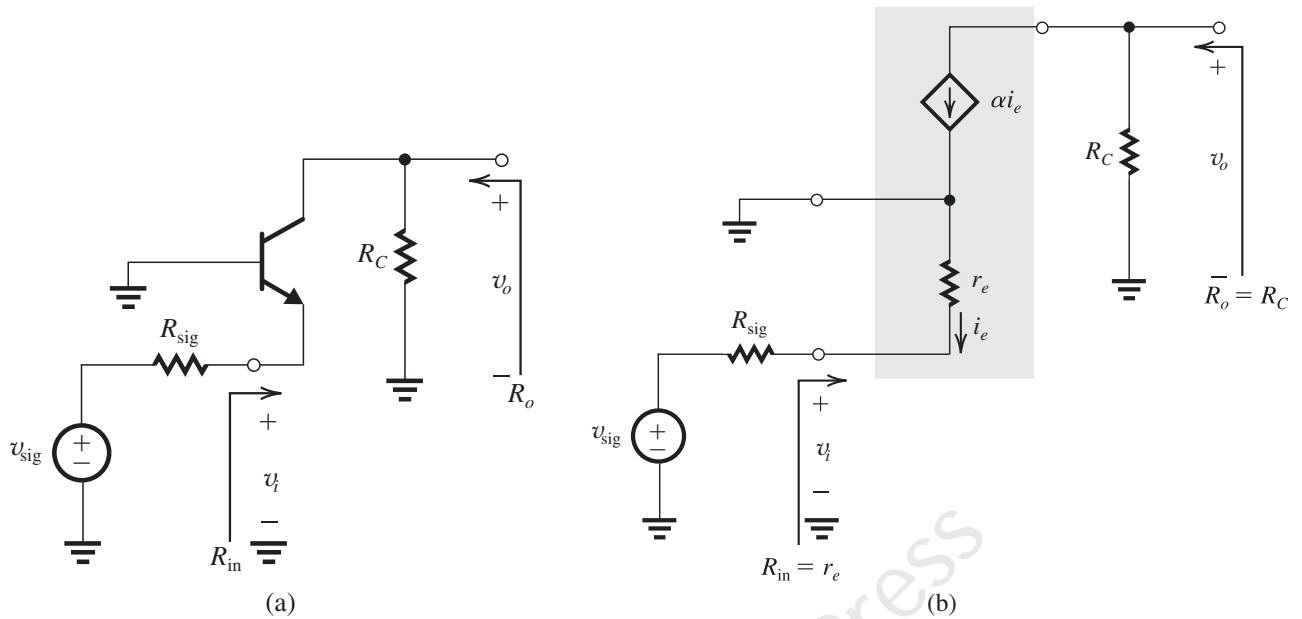 R_C
+
v_o
−
R_o
R_sig
v_sig
+
−
+
v_i
−
R_in
(a)
αi_e
R_C
+
v_o
−
R_o = R_C
r_e
i_e
R_sig
v_sig
+
−
+
v_i
−
R_in = r_e
(b)
ress